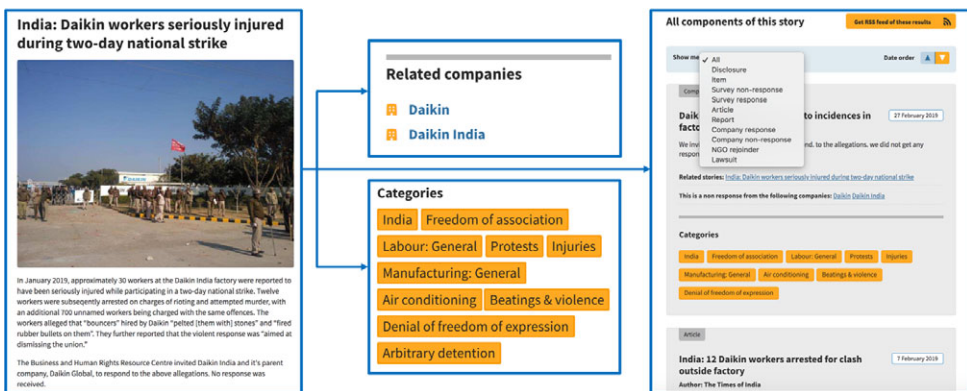 India: Daikin workers seriously injured
during two-day national strike
In January 2019, approximately 30 workers at the Daikin India factory were reported to
have been seriously injured while participating in a two-day national strike. Twelve
workers were subseqently arrested on charges of rioting and attempted murder, with
an additional 700 unnamed workers being charged with the same offences. The
workers alleged that "bouncers" hired by Daikin "pelted [them with] stones" and "fired
rubber bullets on them". They further reported that the violent response was "aimed at
dismissing the union."
The Business and Human Rights Resource Centre invited Daikin India and it's parent
company, Daikin Global, to respond to the above allegations. No response was
received.
Related companies
Daikin
Daikin India
Categories
India Freedom of association
Labour: General Protests Injuries
Manufacturing: General
Air conditioning Beatings & violence
Denial of freedom of expression
Arbitrary detention
All components of this story
Get RSS feed of these results
Show me
✓ All
Disclosure
Item
Survey non-response
Survey response
Article
Report
Company response
Company non-response
NGO rejoinder
Lawsuit
Date order
Comp
Daik to incidences in
facto
27 February 2019
We inv end. to the allegations. we did not get any
respon
Related stories: India: Daikin workers seriously injured during two-day national strike
This is a non response from the following companies: Daikin Daikin India
Categories
India Freedom of association Labour: General Protests Injuries
Manufacturing: General Air conditioning Beatings & violence
Denial of freedom of expression
Article
India: 12 Daikin workers arrested for clash
outside factory
7 February 2019
Author: The Times of India